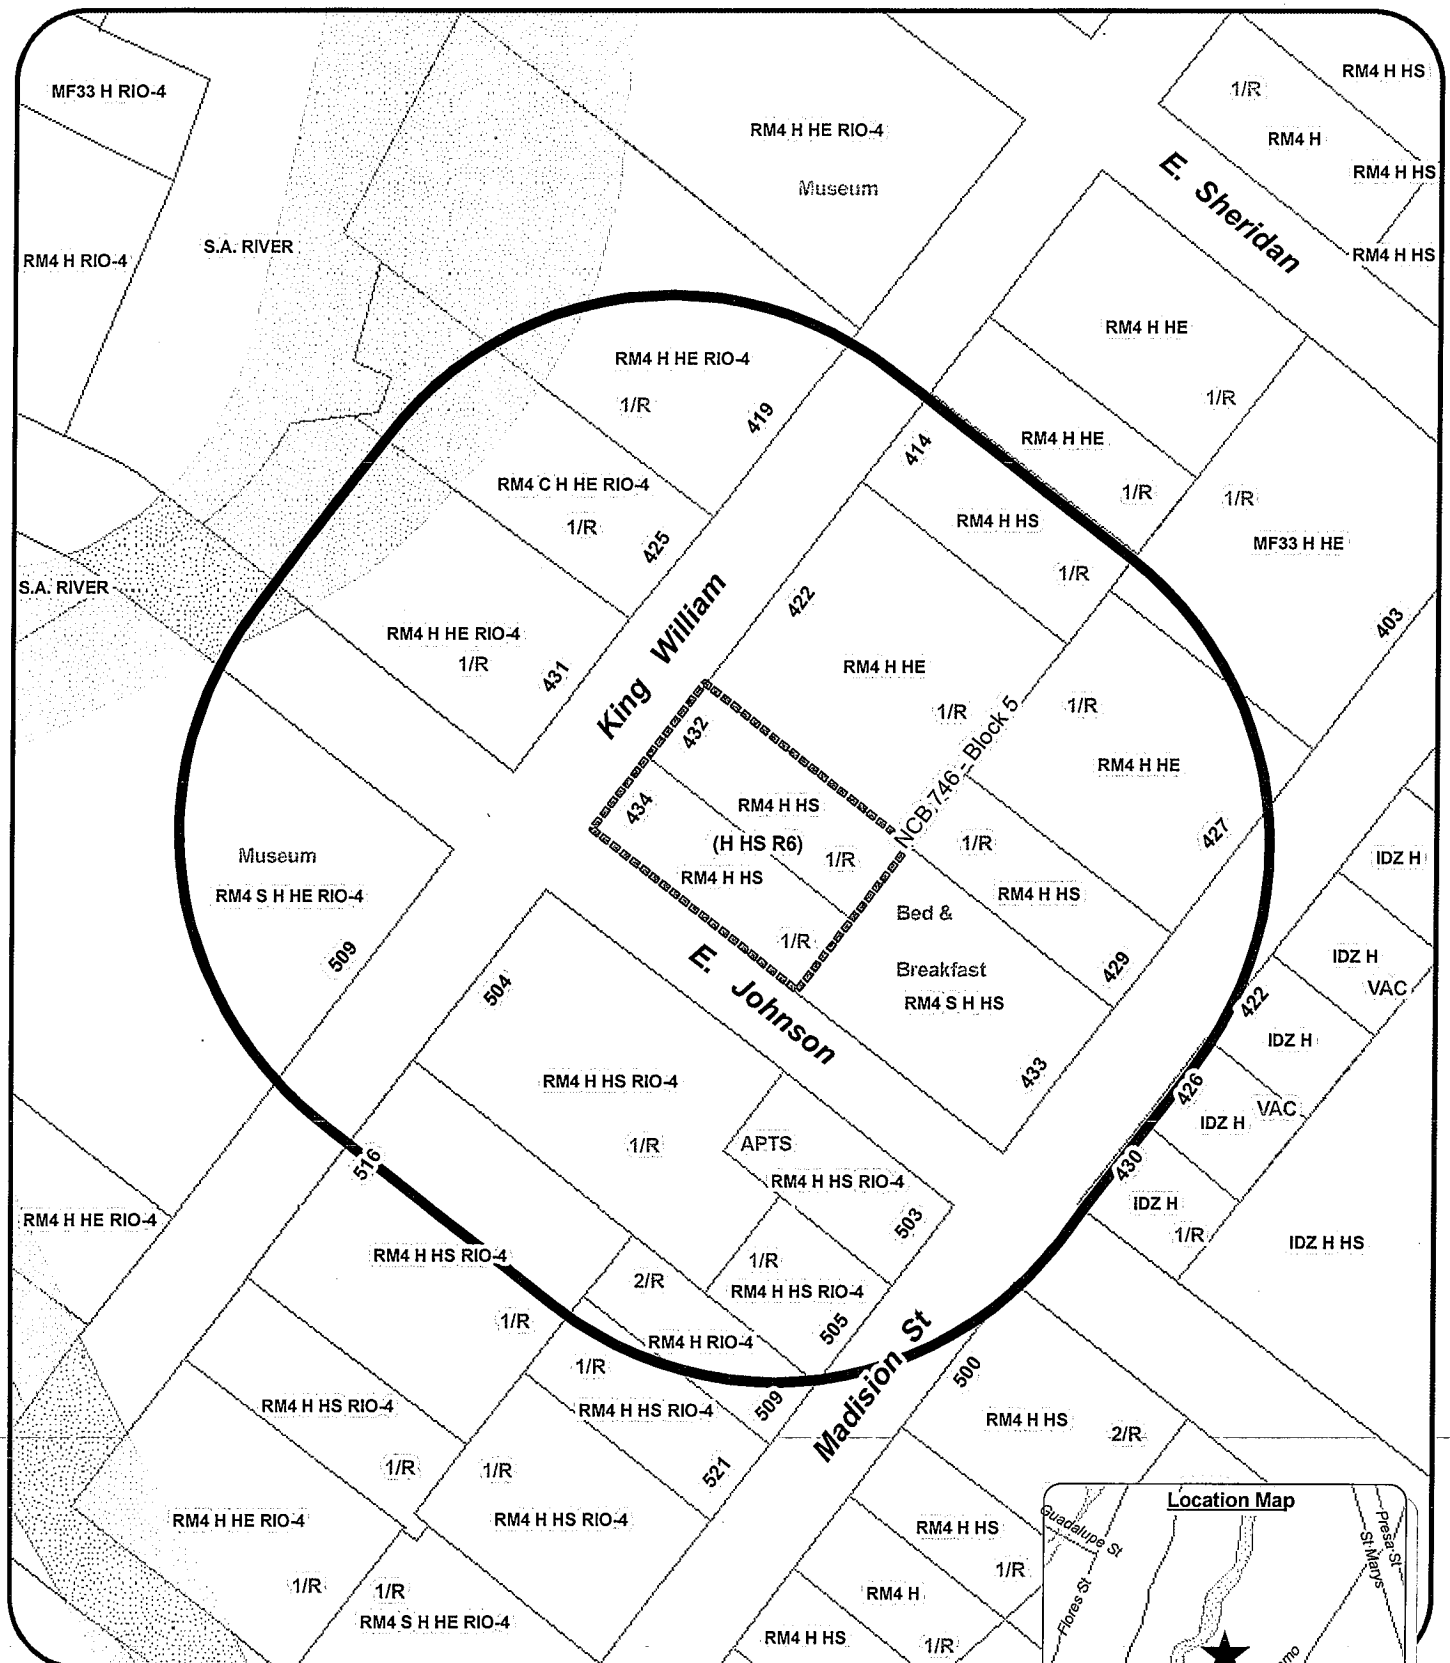 MF33 H RIO-4
RM4 H RIO-4
S.A. RIVER
RM4 H HE RIO-4
Museum
1/R
RM4 H HS
RM4 H
RM4 H HS
RM4 H HS
E. Sheridan
RM4 H HE
1/R
RM4 H HE RIO-4
1/R
419
414
RM4 H HE
1/R
1/R
MF33 H HE
403
RM4 C H HE RIO-4
1/R
425
RM4 H HS
1/R
S.A. RIVER
RM4 H HE RIO-4
1/R
431
King William
422
RM4 H HE
1/R
NCB 746 - Block 5
1/R
RM4 H HE
427
432
434
RM4 H HS
(H HS R6)
1/R
RM4 H HS
1/R
1/R
RM4 H HS
429
Bed &
Breakfast
RM4 S H HS
433
Museum
RM4 S H HE RIO-4
509
E. Johnson
504
IDZ H
IDZ H
VAC
422
IDZ H
426
IDZ H
VAC
430
IDZ H
1/R
IDZ H HS
RM4 H HS RIO-4
1/R
APTS
RM4 H HS RIO-4
503
516
RM4 H HE RIO-4
RM4 H HS RIO-4
1/R
2/R
1/R
RM4 H HS RIO-4
505
RM4 H RIO-4
Madision St
1/R
RM4 H HS RIO-4
509
521
500
RM4 H HS
2/R
RM4 H HS RIO-4
1/R
1/R
RM4 H HS RIO-4
RM4 H HE RIO-4
1/R
1/R
RM4 S H HE RIO-4
RM4 H HS
1/R
RM4 H
RM4 H HS
1/R
Location Map
Guadalupe St
Flores St
Presa St
St Marys